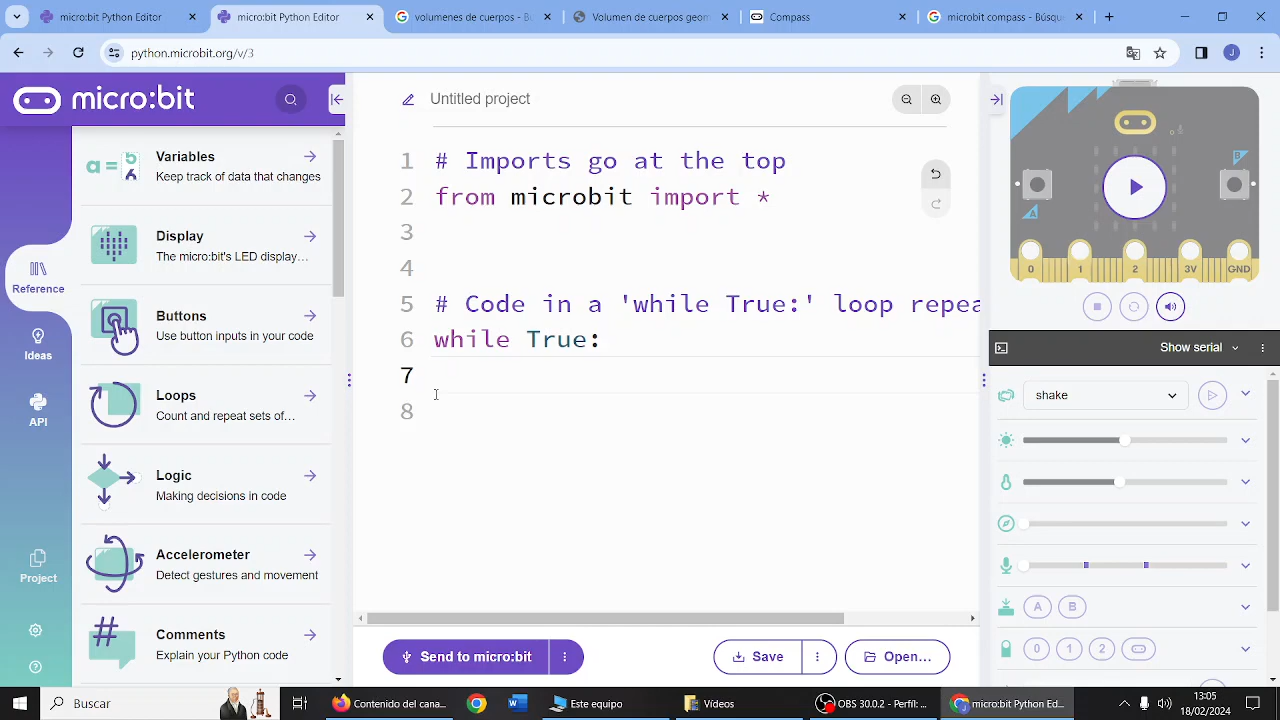 micro:bit Python Editor
micro:bit Python Editor
volumenes de cuerpos - B
Volumen de cuerpos geom
Compass
microbit compass - Búsqu
python.microbit.org/v/3
J
micro:bit
Untitled project
Reference
Ideas
API
Project
Variables
Keep track of data that changes
Display
The micro:bit's LED display…
Buttons
Use button inputs in your code
Loops
Count and repeat sets of…
Logic
Making decisions in code
Accelerometer
Detect gestures and movement
Comments
Explain your Python code
1 # Imports go at the top
2 from microbit import *
3
4
5 # Code in a 'while True:' loop repea
6 while True:
7
8
Send to micro:bit
Save
Open...
A
B
0 1 2 3V GND
Show serial
shake
A B
0 1 2
Buscar
Contenido del cana...
Este equipo
Vídeos
OBS 30.0.2 - Perfil:...
micro:bit Python Ed...
13:05
18/02/2024